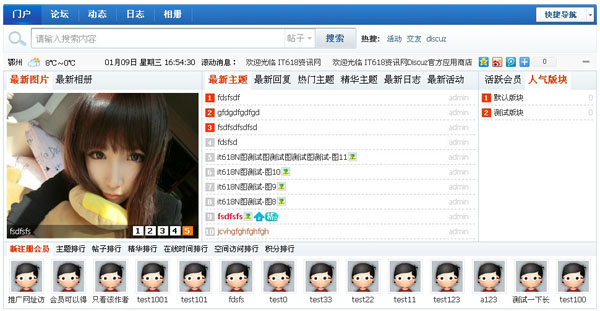 门户 论坛 动态 日志 相册 快捷导航
请输入搜索内容 帖子 搜索 热搜: 活动 交友 discuz
鄂州 8℃~0℃ 01月09日 星期三 16:54:30 滚动消息: 欢迎光临 IT618资讯网 欢迎光临 IT618资讯网Discuz官方应用商店 0
最新图片 最新相册 最新主题 最新回复 热门主题 精华主题 最新日志 最新活动 活跃会员 人气版块
1 fdsfsdf admin
2 gfdgdfgdfgd admin
3 fsdfsdfsdfsd admin
4 fdsfsd admin
5 it618N图测试图测试图测试图测试-图11 admin
6 it618N图测试-图10 admin
7 it618N图测试-图9 admin
8 it618N图测试-图8 admin
9 fsdfsfs admin
10 jcvhgfghfghfgh admin
1 默认版块 0
2 测试版块 0
fsdfsfs 1 2 3 4 5
新注册会员 主题排行 帖子排行 精华排行 在线时间排行 空间访问排行 积分排行
推广网址访 会员可以得 只看该作者 test1001 test101 fdsfs test0 test33 test22 test11 test123 a123 测试一下长 test100